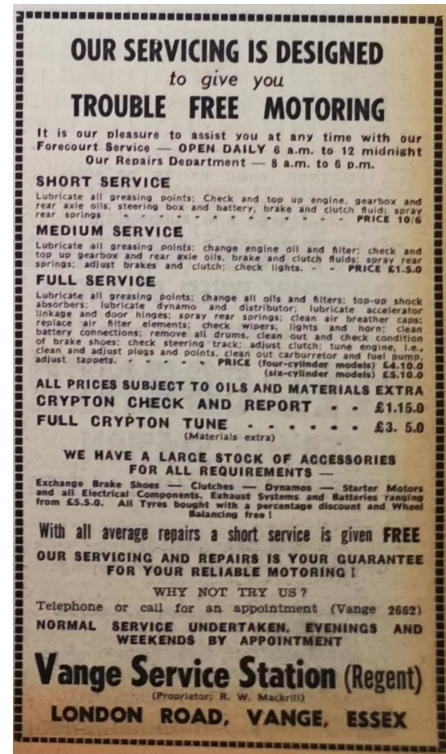 OUR SERVICING IS DESIGNED
to give you
TROUBLE FREE MOTORING
It is our pleasure to assist you at any time with our
Forecourt Service — OPEN DAILY 6 a.m. to 12 midnight
Our Repairs Department — 8 a.m. to 6 p.m.
SHORT SERVICE
Lubricate all greasing points; Check and top up engine, gearbox and
rear axle oils, steering box and battery, brake and clutch fluid; spray
rear springs - - - - - - - - - - - PRICE 10/6
MEDIUM SERVICE
Lubricate all greasing points; change engine oil and filter; check and
top up gearbox and rear axle oils, brake and clutch fluids; spray rear
springs; adjust brakes and clutch; check lights. - - PRICE £1.5.0
FULL SERVICE
Lubricate all greasing points; change all oils and filters; top-up shock
absorbers; lubricate dynamo and distributor; lubricate accelerator
linkage and door hinges; spray rear springs; clean air breather caps;
replace air filter elements; check wipers, lights and horn; clean
battery connections; remove all drums, clean out and check condition
of brake shoes; check steering track; adjust clutch; tune engine, i.e.,
clean and adjust plugs and points, clean out carburretor and fuel pump,
adjust tappets. - - - - - PRICE (four-cylinder models) £4.10.0
(six-cylinder models) £5.10.0
ALL PRICES SUBJECT TO OILS AND MATERIALS EXTRA
CRYPTON CHECK AND REPORT - - £1.15.0
FULL CRYPTON TUNE - - - - - - £3. 5.0
(Materials extra)
WE HAVE A LARGE STOCK OF ACCESSORIES
FOR ALL REQUIREMENTS —
Exchange Brake Shoes — Clutches — Dynamos — Starter Motors
and all Electrical Components. Exhaust Systems and Batteries ranging
from £5.5.0. All Tyres bought with a percentage discount and Wheel
Balancing free !
With all average repairs a short service is given FREE
OUR SERVICING AND REPAIRS IS YOUR GUARANTEE
FOR YOUR RELIABLE MOTORING !
WHY NOT TRY US ?
Telephone or call for an appointment (Vange 2662)
NORMAL SERVICE UNDERTAKEN, EVENINGS AND
WEEKENDS BY APPOINTMENT
Vange Service Station (Regent)
(Proprietor: R. W. Mackrill)
LONDON ROAD, VANGE, ESSEX